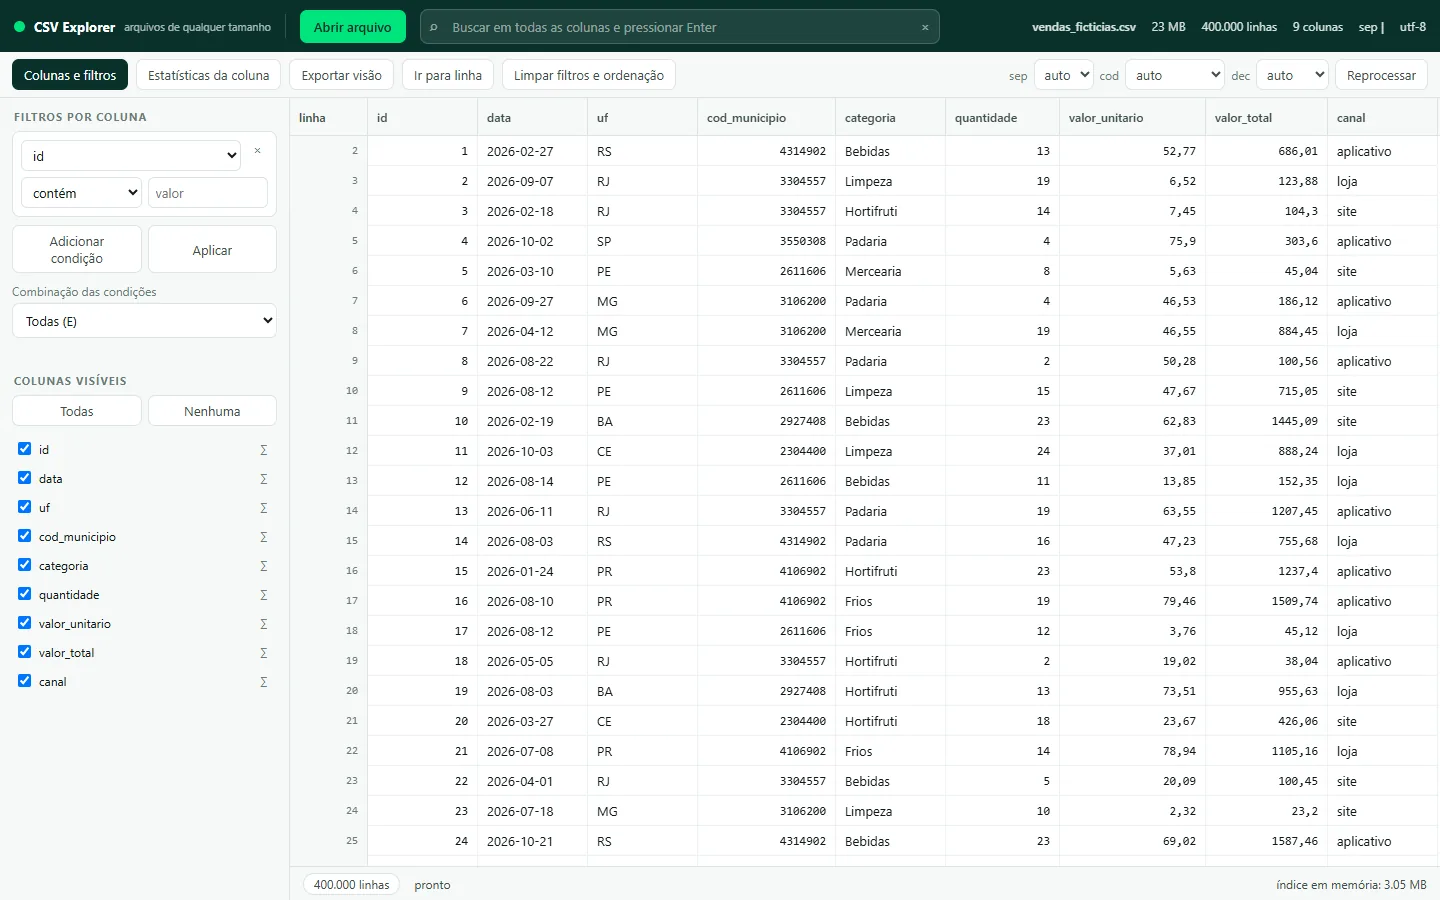 CSV Explorer arquivos de qualquer tamanho Abrir arquivo Buscar em todas as colunas e pressionar Enter × vendas_ficticias.csv 23 MB 400.000 linhas 9 colunas sep | utf-8
Colunas e filtros Estatísticas da coluna Exportar visão Ir para linha Limpar filtros e ordenação sep auto cod auto dec auto Reprocessar
FILTROS POR COLUNA
id ×
contém valor
Adicionar condição Aplicar
Combinação das condições
Todas (E)
COLUNAS VISÍVEIS
Todas Nenhuma
id Σ
data Σ
uf Σ
cod_municipio Σ
categoria Σ
quantidade Σ
valor_unitario Σ
valor_total Σ
canal Σ
linha id data uf cod_municipio categoria quantidade valor_unitario valor_total canal
2 1 2026-02-27 RS 4314902 Bebidas 13 52,77 686,01 aplicativo
3 2 2026-09-07 RJ 3304557 Limpeza 19 6,52 123,88 loja
4 3 2026-02-18 RJ 3304557 Hortifruti 14 7,45 104,3 site
5 4 2026-10-02 SP 3550308 Padaria 4 75,9 303,6 aplicativo
6 5 2026-03-10 PE 2611606 Mercearia 8 5,63 45,04 site
7 6 2026-09-27 MG 3106200 Padaria 4 46,53 186,12 aplicativo
8 7 2026-04-12 MG 3106200 Mercearia 19 46,55 884,45 loja
9 8 2026-08-22 RJ 3304557 Padaria 2 50,28 100,56 aplicativo
10 9 2026-08-12 PE 2611606 Limpeza 15 47,67 715,05 site
11 10 2026-02-19 BA 2927408 Bebidas 23 62,83 1445,09 site
12 11 2026-10-03 CE 2304400 Limpeza 24 37,01 888,24 loja
13 12 2026-08-14 PE 2611606 Bebidas 11 13,85 152,35 loja
14 13 2026-06-11 RJ 3304557 Padaria 19 63,55 1207,45 aplicativo
15 14 2026-08-03 RS 4314902 Padaria 16 47,23 755,68 loja
16 15 2026-01-24 PR 4106902 Hortifruti 23 53,8 1237,4 aplicativo
17 16 2026-08-10 PR 4106902 Frios 19 79,46 1509,74 aplicativo
18 17 2026-08-12 PE 2611606 Frios 12 3,76 45,12 loja
19 18 2026-05-05 RJ 3304557 Hortifruti 2 19,02 38,04 aplicativo
20 19 2026-08-03 BA 2927408 Hortifruti 13 73,51 955,63 loja
21 20 2026-03-27 CE 2304400 Hortifruti 18 23,67 426,06 site
22 21 2026-07-08 PR 4106902 Frios 14 78,94 1105,16 loja
23 22 2026-04-01 RJ 3304557 Bebidas 5 20,09 100,45 site
24 23 2026-07-18 MG 3106200 Limpeza 10 2,32 23,2 site
25 24 2026-10-21 RS 4314902 Bebidas 23 69,02 1587,46 aplicativo
400.000 linhas pronto índice em memória: 3.05 MB